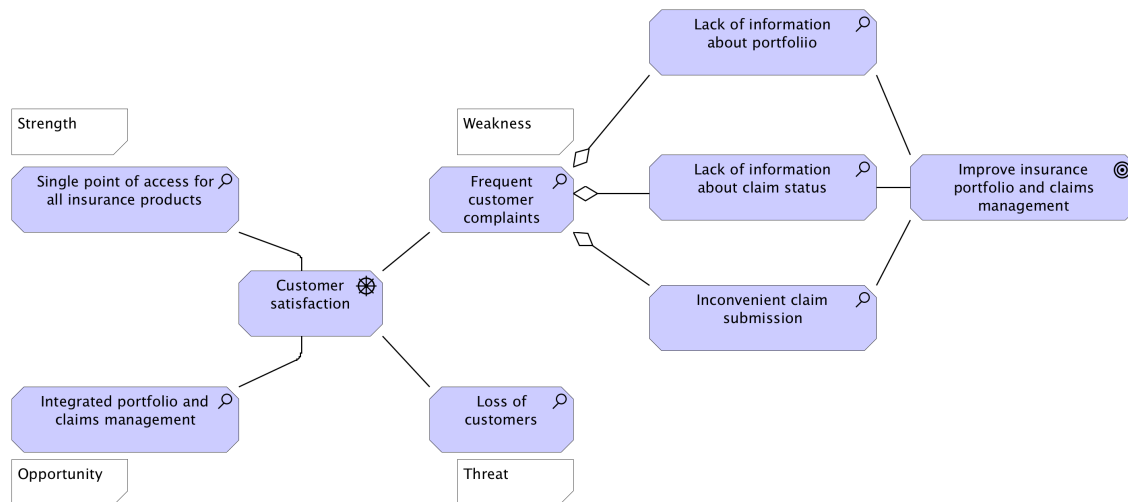 Lack of information
about portfoliio
Strength
Weakness
Single point of access for
all insurance products
Frequent
customer
complaints
Lack of information
about claim status
Improve insurance
portfolio and claims
management
Customer
satisfaction
Inconvenient claim
submission
Integrated portfolio and
claims management
Loss of
customers
Opportunity
Threat